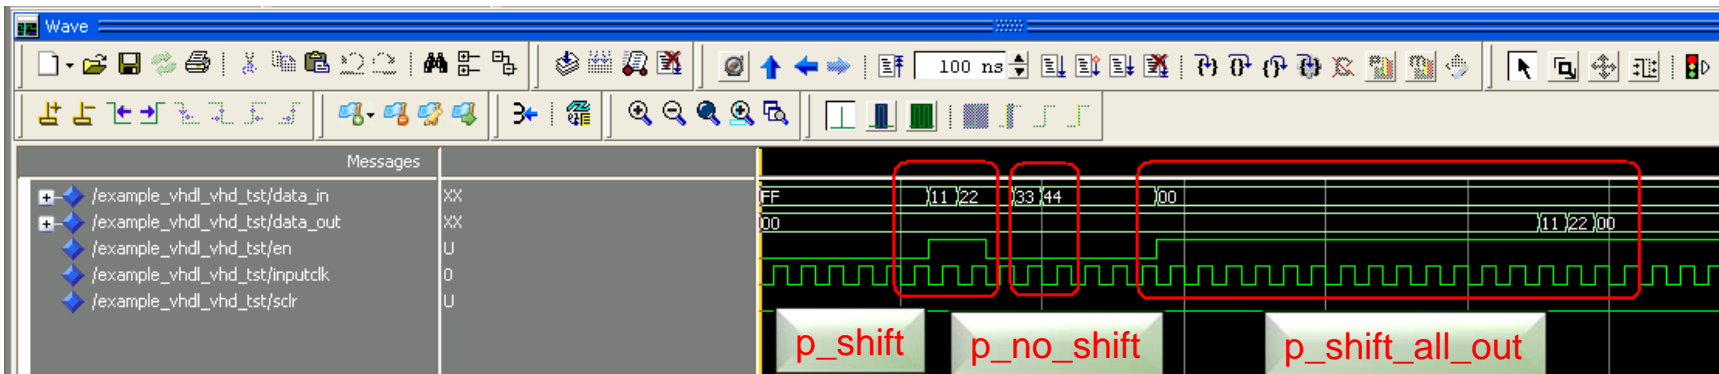 Wave
100 ns
Messages
/example_vhdl_vhd_tst/data_in XX FF 11 22 33 44 00
/example_vhdl_vhd_tst/data_out XX 00 11 22 00
/example_vhdl_vhd_tst/en U
/example_vhdl_vhd_tst/inputclk 0
/example_vhdl_vhd_tst/sclr U
p_shift p_no_shift p_shift_all_out